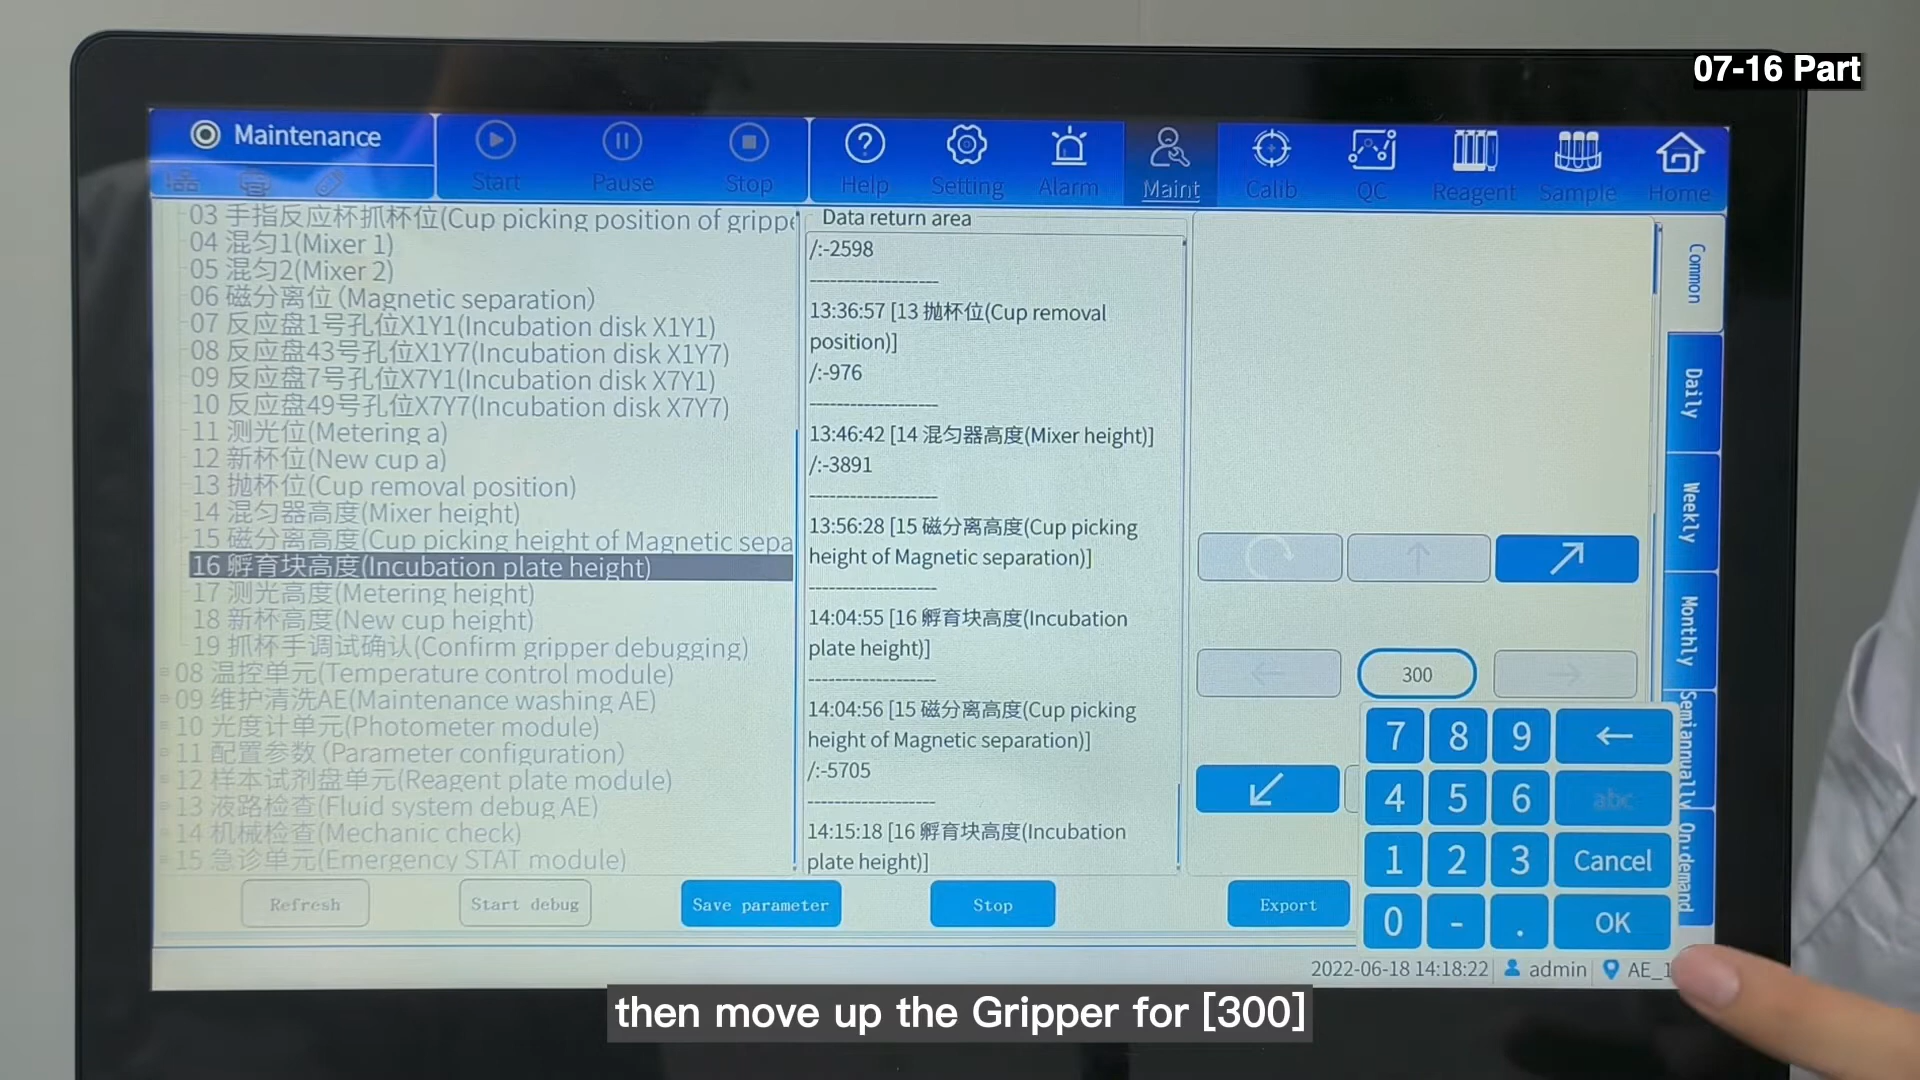 07-16 Part
Maintenance
Start
Pause
Stop
Help
Setting
Alarm
Maint
Calib
QC
Reagent
Sample
Home
03 手指反应杯抓杯位(Cup picking position of grippe
04 混匀1(Mixer 1)
05 混匀2(Mixer 2)
06 磁分离位(Magnetic separation)
07 反应盘1号孔位X1Y1(Incubation disk X1Y1)
08 反应盘43号孔位X1Y7(Incubation disk X1Y7)
09 反应盘7号孔位X7Y1(Incubation disk X7Y1)
10 反应盘49号孔位X7Y7(Incubation disk X7Y7)
11 测光位(Metering a)
12 新杯位(New cup a)
13 抛杯位(Cup removal position)
14 混匀器高度(Mixer height)
15 磁分离高度(Cup picking height of Magnetic sepa
16 孵育块高度(Incubation plate height)
17 测光高度(Metering height)
18 新杯高度(New cup height)
19 抓杯手调试确认(Confirm gripper debugging)
08 温控单元(Temperature control module)
09 维护清洗AE(Maintenance washing AE)
10 光度计单元(Photometer module)
11 配置参数(Parameter configuration)
12 样本试剂盘单元(Reagent plate module)
13 液路检查(Fluid system debug AE)
14 机械检查(Mechanic check)
15 急诊单元(Emergency STAT module)
Data return area
/:-2598
-------------------
13:36:57 [13 抛杯位(Cup removal
position)]
/:-976
-------------------
13:46:42 [14 混匀器高度(Mixer height)]
/:-3891
-------------------
13:56:28 [15 磁分离高度(Cup picking
height of Magnetic separation)]
-------------------
14:04:55 [16 孵育块高度(Incubation
plate height)]
-------------------
14:04:56 [15 磁分离高度(Cup picking
height of Magnetic separation)]
/:-5705
-------------------
14:15:18 [16 孵育块高度(Incubation
plate height)]
300
7 8 9
4 5 6 abc
1 2 3 Cancel
0 - . OK
Common
Daily
Weekly
Monthly
Semiannually
On-demand
Refresh
Start debug
Save parameter
Stop
Export
2022-06-18 14:18:22 admin AE_1
then move up the Gripper for [300]